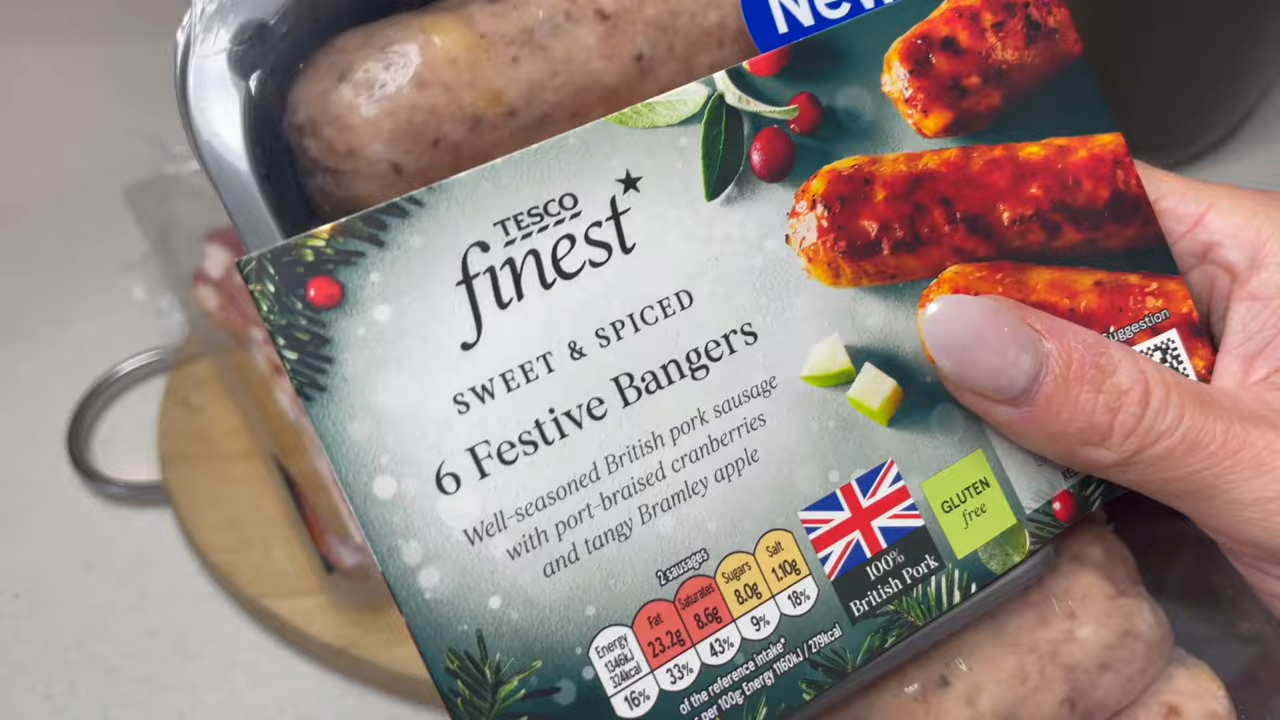 New
TESCO
finest
SWEET & SPICED
6 Festive Bangers
Well-seasoned British pork sausage
with port-braised cranberries
and tangy Bramley apple
Suggestion
GLUTEN
free
100%
British Pork
2 sausages
Energy
1346kJ
324kcal
16%
Fat
23.2g
33%
Saturates
8.6g
43%
Sugars
8.0g
9%
Salt
1.10g
18%
of the reference intake*
per 100g: Energy 1160kJ / 279kcal